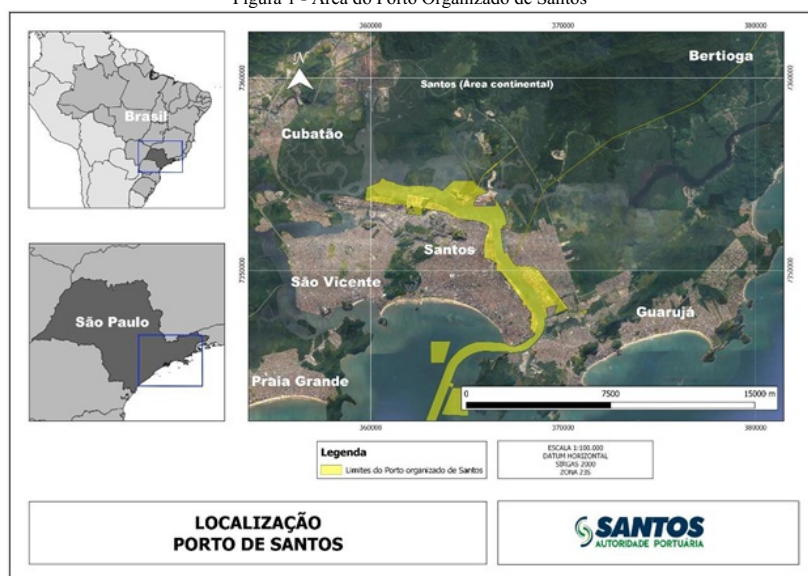 Figura 1 - Área do Porto Organizado de Santos
Brasil
São Paulo
360000
370000
7360000
7360000
7350000
7350000
N
Bertioga
Santos (Área continental)
Cubatão
Santos
São Vicente
Guarujá
Praia Grande
0
7500
15000 m
360000
370000
380000
Legenda
Limites do Porto organizado de Santos
ESCALA 1:100.000
DATUM HORIZONTAL
SIRGAS 2000
ZONA 23S
LOCALIZAÇÃO
PORTO DE SANTOS
SANTOS
AUTORIDADE PORTUÁRIA